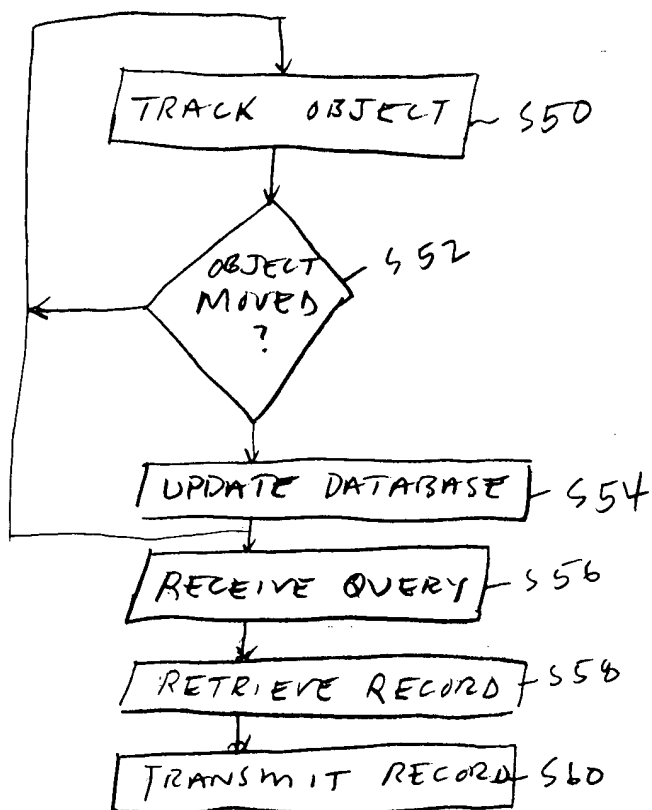 TRACK OBJECT S50
OBJECT S52
MOVED
?
UPDATE DATABASE S54
RECEIVE QUERY S56
RETRIEVE RECORD S58
TRANSMIT RECORD S60